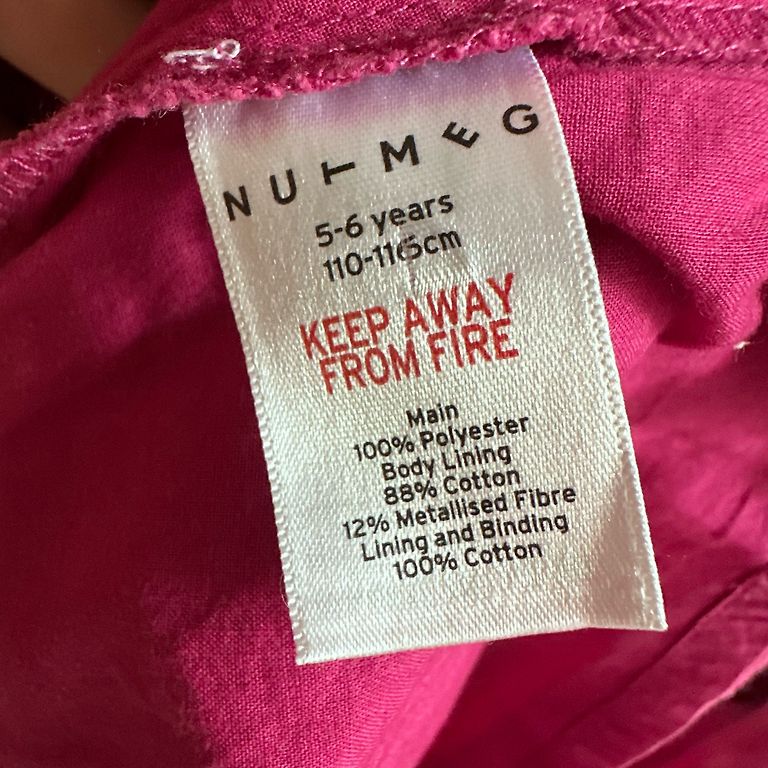 NUTMEG
5-6 years
110-116cm
KEEP AWAY
FROM FIRE
Main
100% Polyester
Body Lining
88% Cotton
12% Metallised Fibre
Lining and Binding
100% Cotton